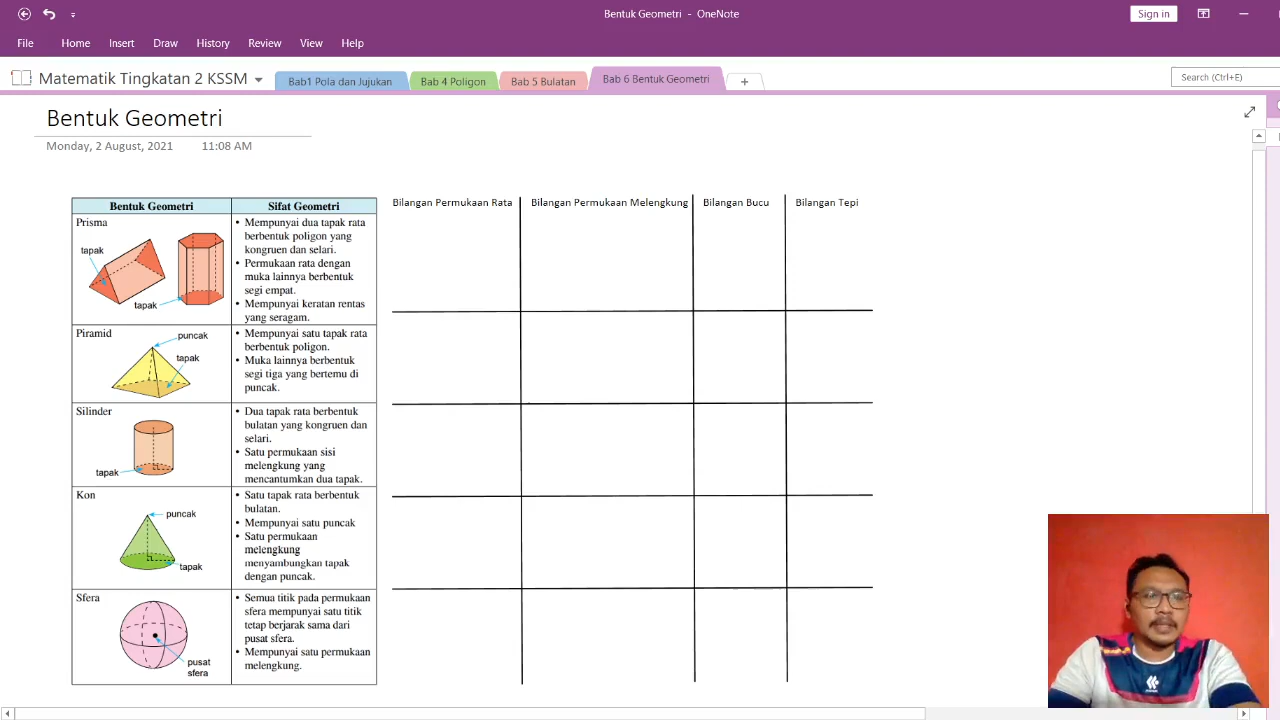 Bentuk Geometri - OneNote
Sign in
File Home Insert Draw History Review View Help
Matematik Tingkatan 2 KSSM
Bab1 Pola dan Jujukan
Bab 4 Poligon
Bab 5 Bulatan
Bab 6 Bentuk Geometri
+
Search (Ctrl+E)
Bentuk Geometri
Monday, 2 August, 2021 11:08 AM
Bentuk Geometri
Sifat Geometri
Bilangan Permukaan Rata
Bilangan Permukaan Melengkung
Bilangan Bucu
Bilangan Tepi
Prisma
tapak
tapak
• Mempunyai dua tapak rata
berbentuk poligon yang
kongruen dan selari.
• Permukaan rata dengan
muka lainnya berbentuk
segi empat.
• Mempunyai keratan rentas
yang seragam.
Piramid
puncak
tapak
• Mempunyai satu tapak rata
berbentuk poligon.
• Muka lainnya berbentuk
segi tiga yang bertemu di
puncak.
Silinder
tapak
• Dua tapak rata berbentuk
bulatan yang kongruen dan
selari.
• Satu permukaan sisi
melengkung yang
mencantumkan dua tapak.
Kon
puncak
tapak
• Satu tapak rata berbentuk
bulatan.
• Mempunyai satu puncak
• Satu permukaan
melengkung
menyambungkan tapak
dengan puncak.
Sfera
pusat
sfera
• Semua titik pada permukaan
sfera mempunyai satu titik
tetap berjarak sama dari
pusat sfera.
• Mempunyai satu permukaan
melengkung.